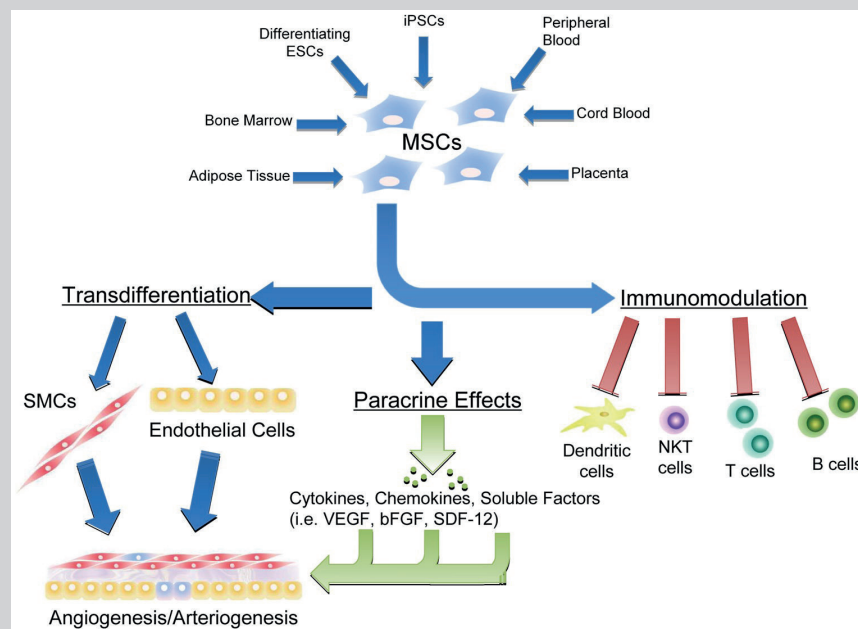 iPSCs
Differentiating
ESCs
Peripheral
Blood
Bone Marrow
Cord Blood
MSCs
Adipose Tissue
Placenta
Transdifferentiation
Immunomodulation
SMCs
Endothelial Cells
Paracrine Effects
Dendritic
cells
NKT
cells
T cells
B cells
Cytokines, Chemokines, Soluble Factors
(i.e. VEGF, bFGF, SDF-12)
Angiogenesis/Arteriogenesis